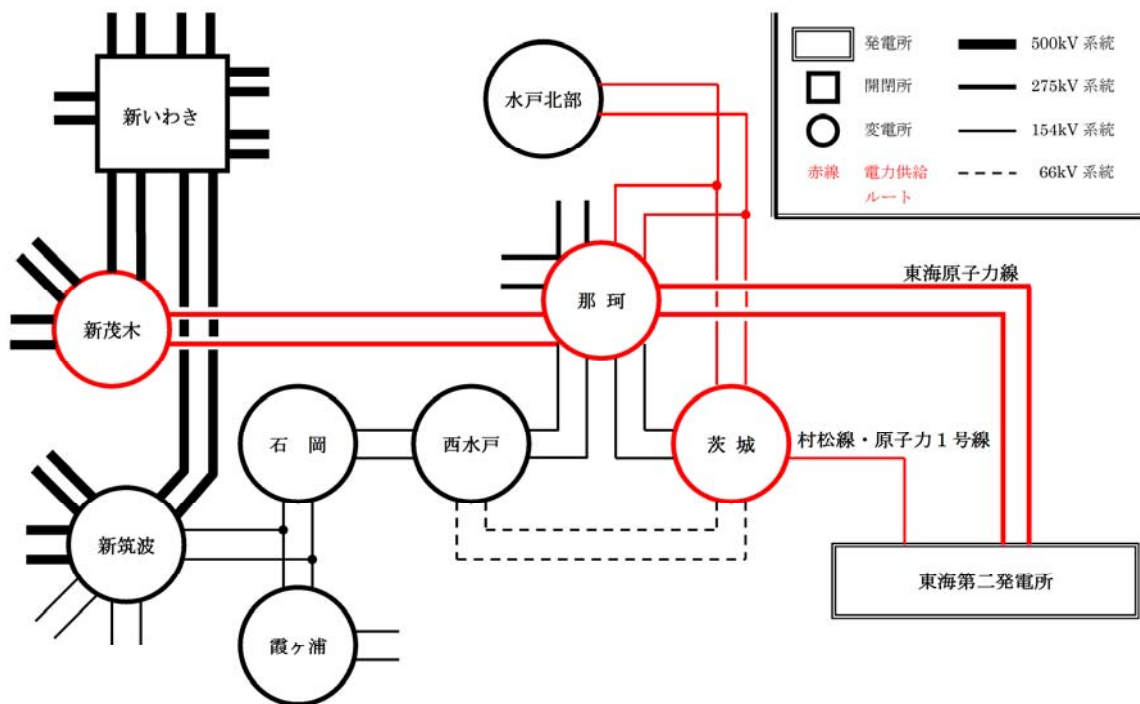 発電所
500kV 系統
開閉所
275kV 系統
変電所
154kV 系統
赤線
電力供給
ルート
66kV 系統
新いわき
水戸北部
東海原子力線
那 珂
新茂木
石 岡
西水戸
茨 城
村松線・原子力１号線
新筑波
東海第二発電所
霞ヶ浦